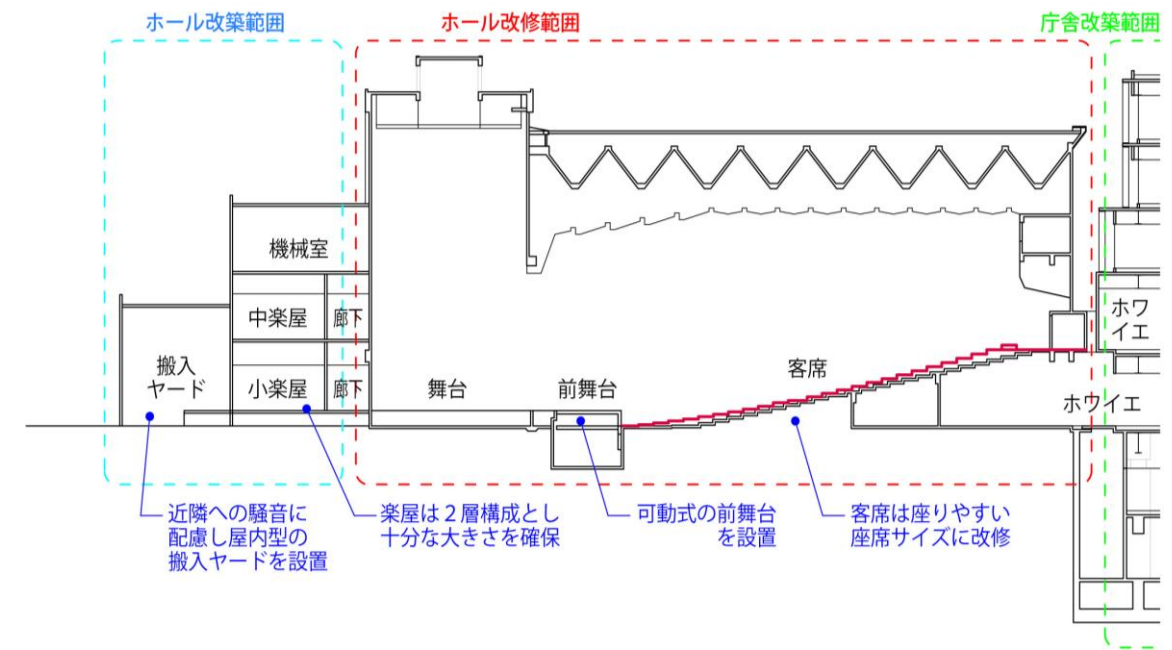 ホール改築範囲
ホール改修範囲
庁舎改築範囲
機械室
中楽屋
廊下
小楽屋
廊下
搬入
ヤード
舞台
前舞台
客席
ホワ
イエ
ホワイエ
近隣への騒音に
配慮し屋内型の
搬入ヤードを設置
楽屋は２層構成とし
十分な大きさを確保
可動式の前舞台
を設置
客席は座りやすい
座席サイズに改修